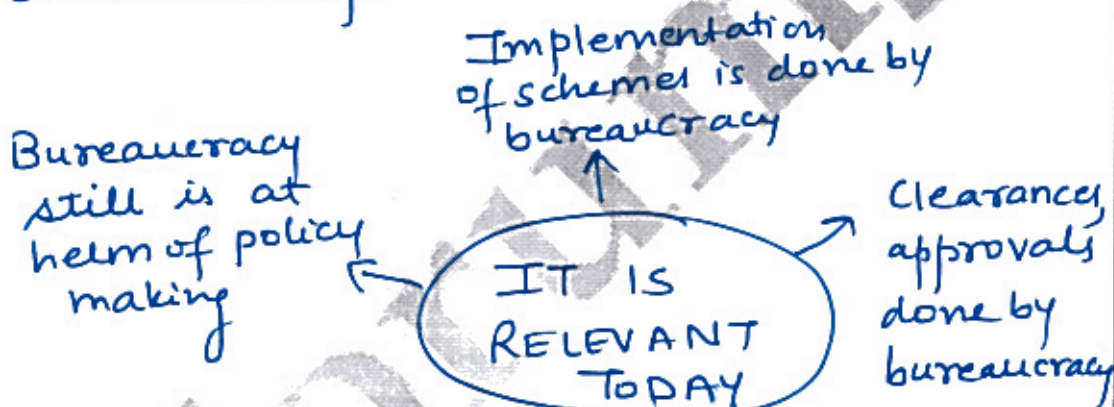 Implementation
of schemes is done by
bureaucracy
Bureaucracy
still is at
helm of policy
making
IT IS
RELEVANT
TODAY
Clearances,
approvals
done by
bureaucracy